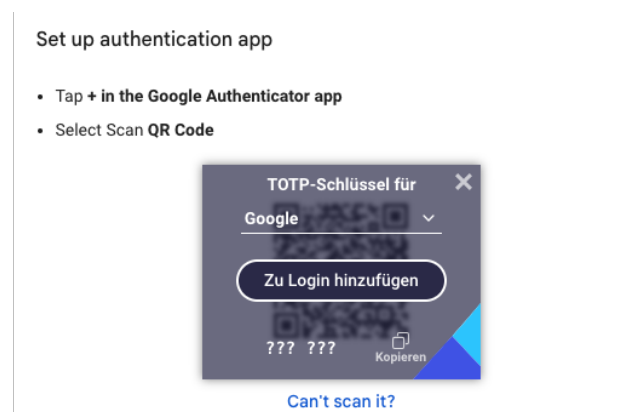 Set up authentication app
• Tap + in the Google Authenticator app
• Select Scan QR Code
TOTP-Schlüssel für
Google
Zu Login hinzufügen
??? ???
Kopieren
Can't scan it?